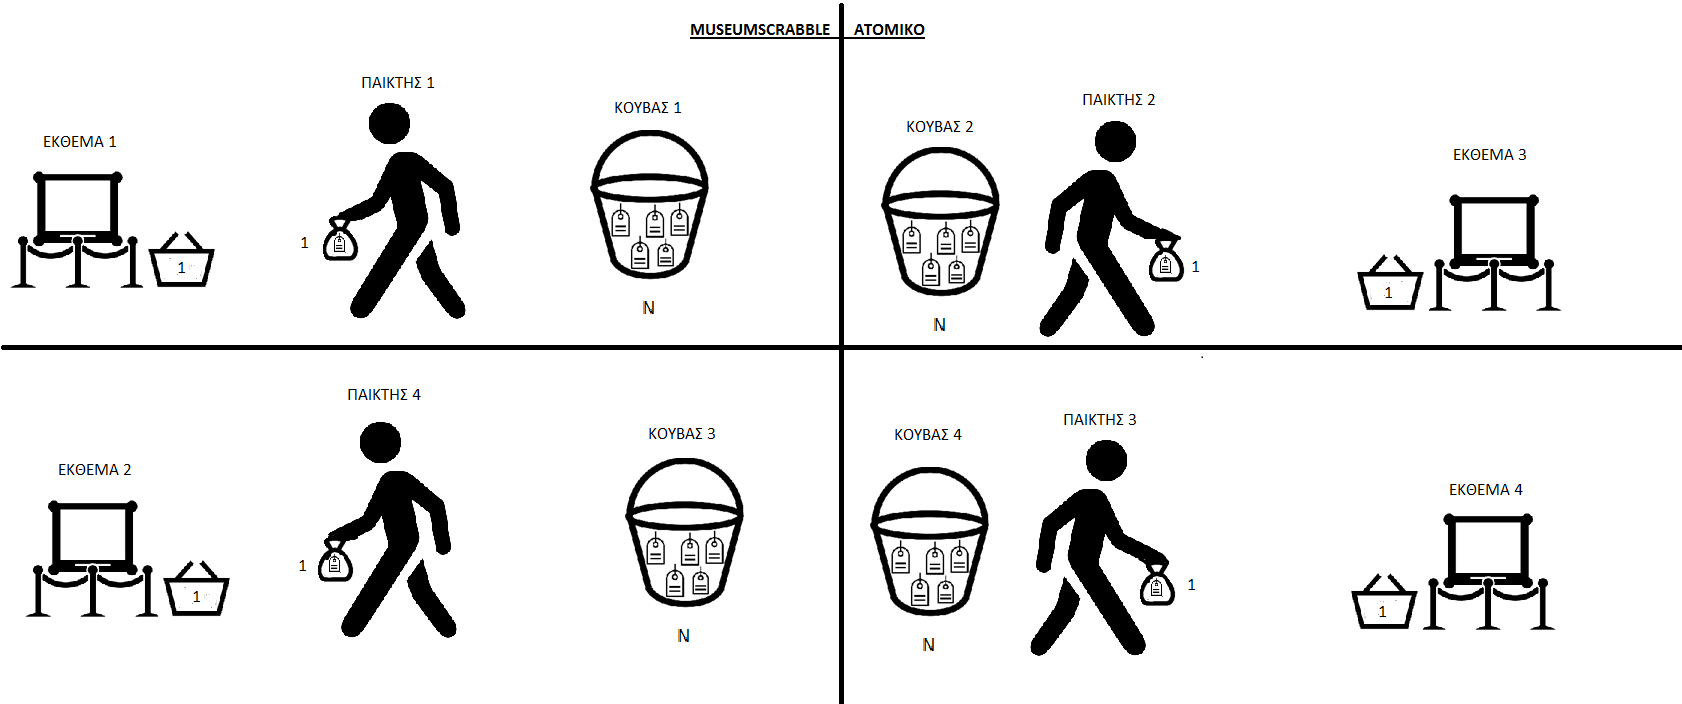 MUSEUMSCRABBLE ΑΤΟΜΙΚΟ
ΠΑΙΚΤΗΣ 1
ΚΟΥΒΑΣ 1
ΕΚΘΕΜΑ 1
1
1
N
ΠΑΙΚΤΗΣ 2
ΚΟΥΒΑΣ 2
ΕΚΘΕΜΑ 3
1
1
N
ΠΑΙΚΤΗΣ 4
ΚΟΥΒΑΣ 3
ΕΚΘΕΜΑ 2
1
1
N
ΠΑΙΚΤΗΣ 3
ΚΟΥΒΑΣ 4
ΕΚΘΕΜΑ 4
1
1
N